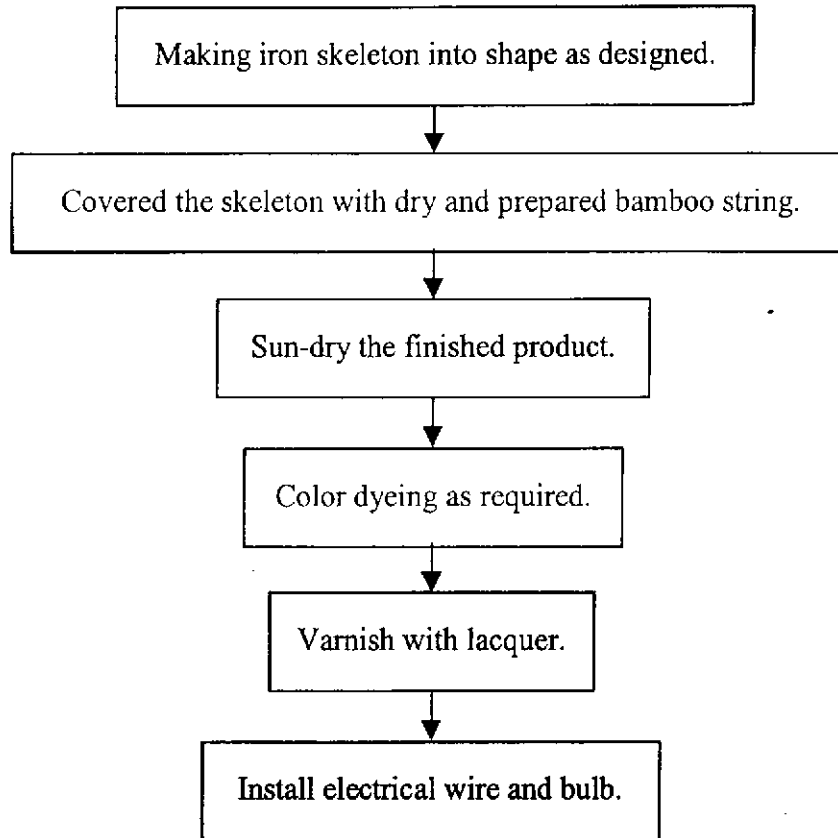 Making iron skeleton into shape as designed.
Covered the skeleton with dry and prepared bamboo string.
Sun-dry the finished product.
Color dyeing as required.
Varnish with lacquer.
Install electrical wire and bulb.